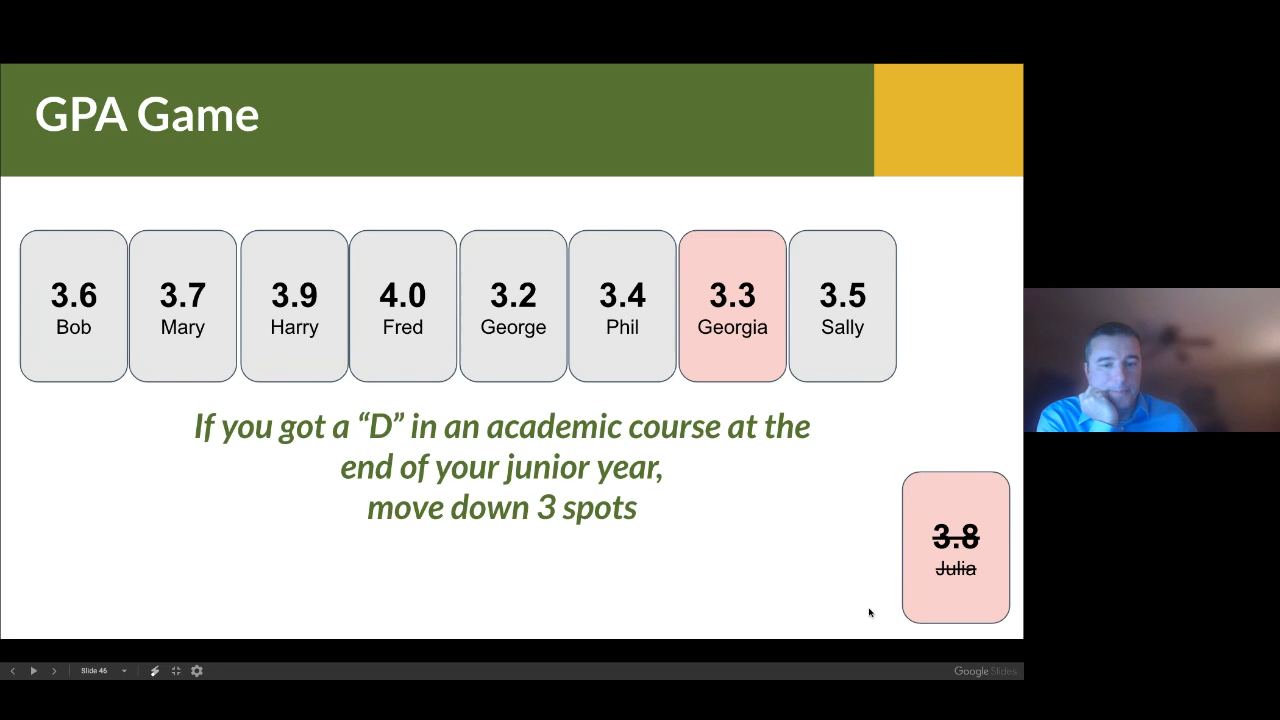 GPA Game
3.6 3.7 3.9 4.0 3.2 3.4 3.3 3.5
Bob Mary Harry Fred George Phil Georgia Sally
If you got a “D” in an academic course at the
end of your junior year,
move down 3 spots
3.8
Julia
Slide 46
Google Slides